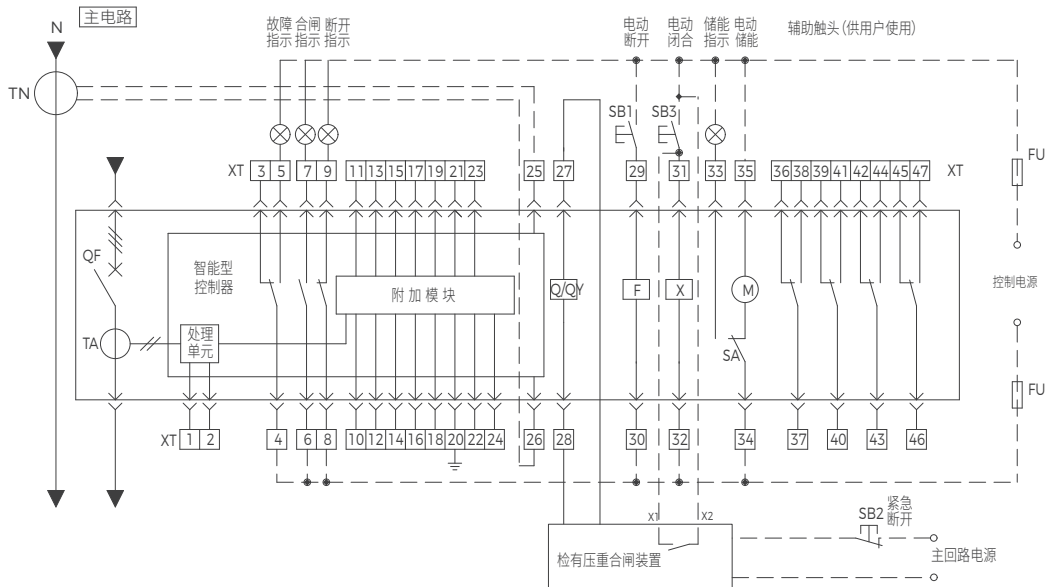 主电路
N
TN
故障
指示
合闸
指示
断开
指示
电动
断开
电动
闭合
储能
指示
电动
储能
辅助触头(供用户使用)
SB1
SB3
XT 3 5 7 9 11 13 15 17 19 21 23 25 27 29 31 33 35 36 38 39 41 42 44 45 47 XT
FU
QF
智能型
控制器
附加模块
Q/QY
F
X
M
控制电源
TA
处理
单元
SA
FU
XT 1 2 4 6 8 10 12 14 16 18 20 22 24 26 28 30 32 34 37 40 43 46
X1
X2
SB2
紧急
断开
检有压重合闸装置
主回路电源